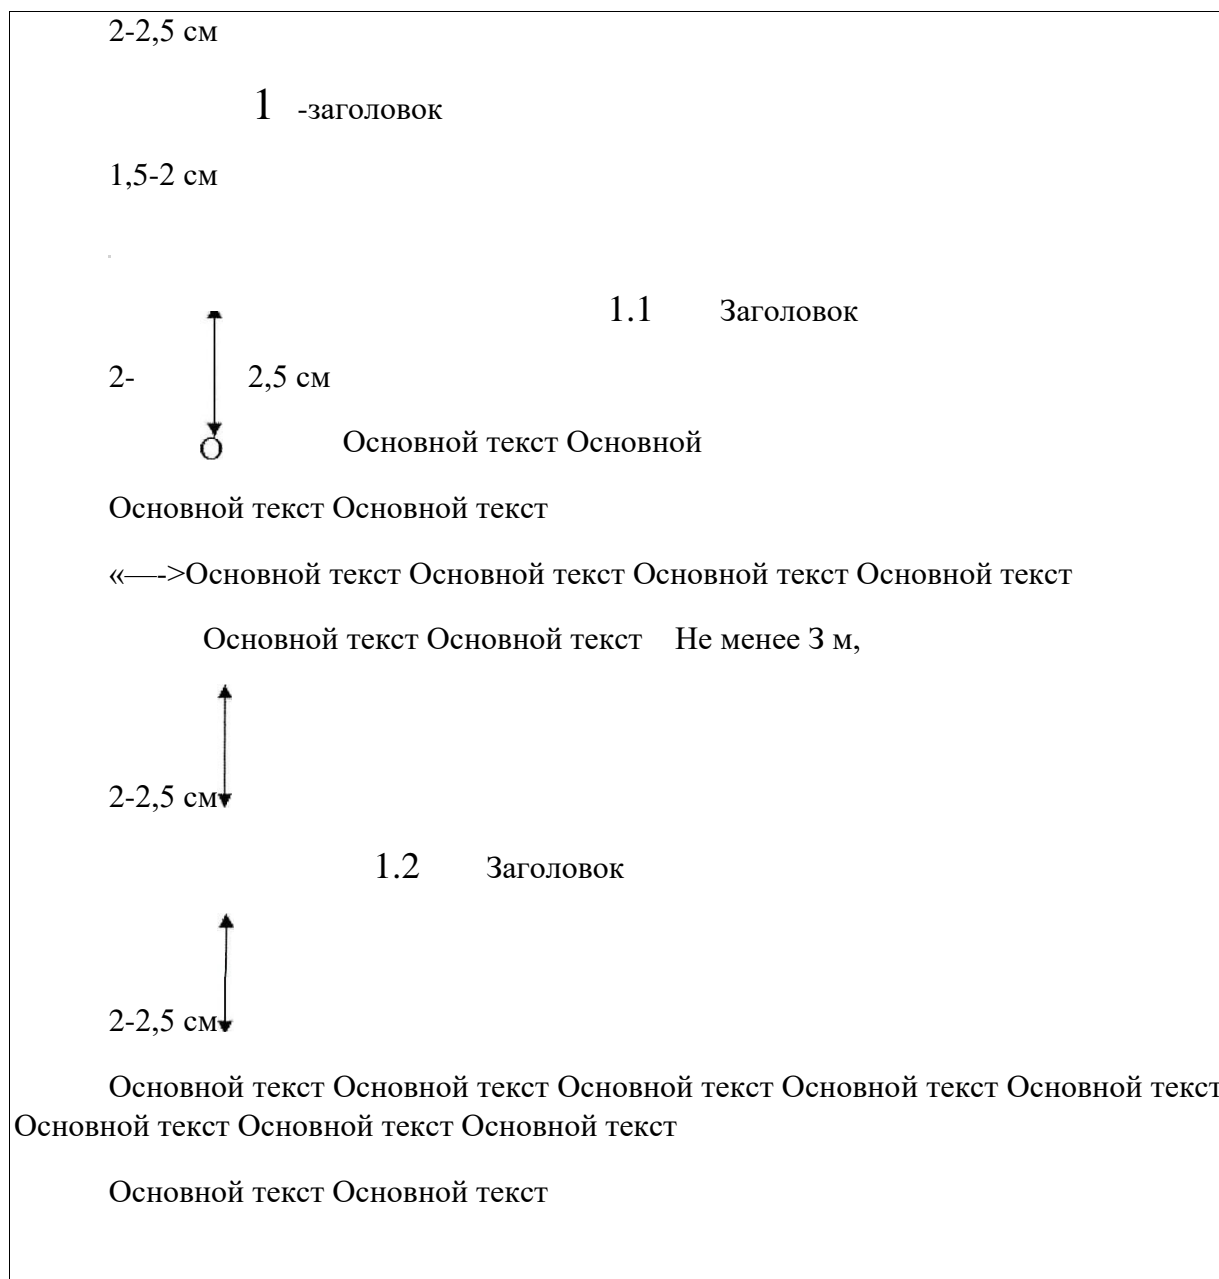 2-2,5 см
1 -заголовок
1,5-2 см
1.1 Заголовок
2- 2,5 см
О Основной текст Основной
Основной текст Основной текст
«—->Основной текст Основной текст Основной текст Основной текст
Основной текст Основной текст Не менее 3 м,
2-2,5 см
1.2 Заголовок
2-2,5 см
Основной текст Основной текст Основной текст Основной текст Основной текст
Основной текст Основной текст Основной текст
Основной текст Основной текст